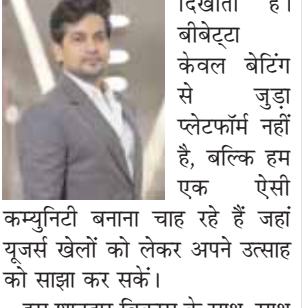 दिखाता है।
बीबेट्टा
केवल बेटिंग
से जुड़ा
प्लेटफॉर्म नहीं
है, बल्कि हम
एक ऐसी
कम्युनिटी बनाना चाह रहे हैं जहां
यूजर्स खेलों को लेकर अपने उत्साह
को साझा कर सकें।